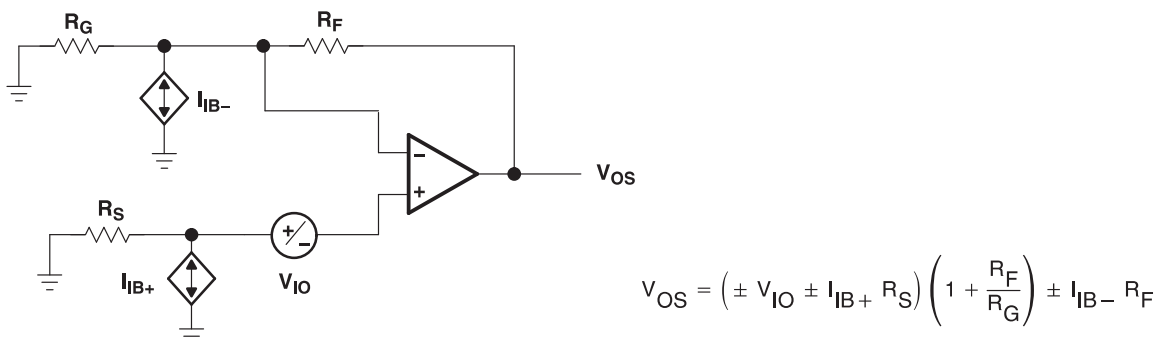 R_G
R_F
I_IB–
–
+
V_OS
R_S
+/–
I_IB+
V_IO
V_OS = ( ± V_IO ± I_IB+ R_S ) ( 1 + R_F / R_G ) ± I_IB– R_F